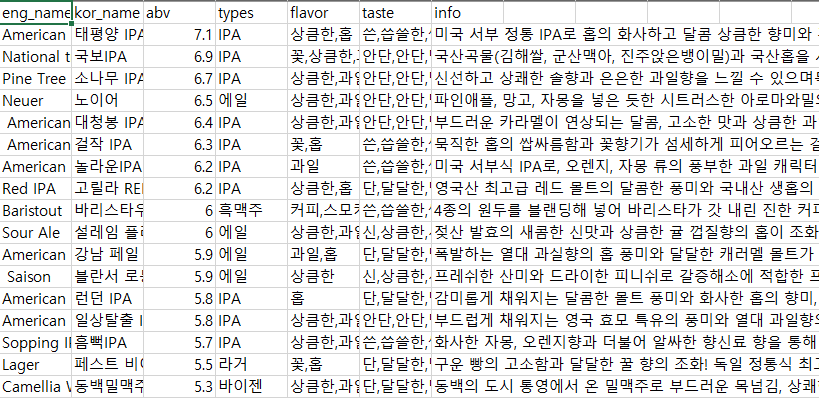 eng_name kor_name abv types flavor taste info
American 태평양 IPA 7.1 IPA 상큼한,홉 쓴,씁쓸한, 미국 서부 정통 IPA로 홉의 화사하고 달콤 상큼한 향미와
National t 국보IPA 6.9 IPA 꽃,상큼한, 안단,안단, 국산곡물(김해쌀, 군산맥아, 진주앉은뱅이밀)과 국산홉을
Pine Tree 소나무 IPA 6.7 IPA 상큼한,과일 안단,안단, 신선하고 상쾌한 솔향과 은은한 과일향을 느낄 수 있으며
Neuer 노이어 6.5 에일 상큼한,과일 안단,안단, 파인애플, 망고, 자몽을 넣은 듯한 시트러스한 아로마와밀의
American 대청봉 IPA 6.4 IPA 상큼한,과일 안단,안단, 부드러운 카라멜이 연상되는 달콤, 고소한 맛과 상큼한 과
American 걸작 IPA 6.3 IPA 꽃,홉 쓴,씁쓸한, 묵직한 홉의 쌉싸름함과 꽃향기가 섬세하게 피어오르는 걸
American 놀라운IPA 6.2 IPA 과일 쓴,씁쓸한, 미국 서부식 IPA로, 오렌지, 자몽 류의 풍부한 과일 캐릭터
Red IPA 고릴라 RE 6.2 IPA 상큼한,홉 단,달달한, 영국산 최고급 레드 몰트의 달콤한 풍미와 국내산 생홉의
Baristout 바리스타우 6 흑맥주 커피,스모키 쓴,씁쓸한, 4종의 원두를 블랜딩해 넣어 바리스타가 갓 내린 진한 커피
Sour Ale 설레임 플 6 에일 상큼한,과일 신,상큼한, 젖산 발효의 새콤한 신맛과 상큼한 귤 껍질향의 홉이 조화
American 강남 페일 5.9 에일 과일,홉 단,달달한, 폭발하는 열대 과실향의 홉 풍미와 달달한 캐러멜 몰트가
Saison 블란서 로 5.9 에일 상큼한 신,상큼한, 프레쉬한 산미와 드라이한 피니쉬로 갈증해소에 적합한 프
American 런던 IPA 5.8 IPA 홉 단,달달한, 감미롭게 채워지는 달콤한 몰트 풍미와 화사한 홉의 향미,
American 일상탈출 I 5.8 IPA 상큼한,과일 안단,안단, 부드럽게 채워지는 영국 효모 특유의 풍미와 열대 과일향의
Sopping I 흠뻑IPA 5.7 IPA 상큼한,홉 쓴,씁쓸한, 화사한 자몽, 오렌지향과 더불어 알싸한 향신료 향을 통해
Lager 페스트 비 5.5 라거 꽃,홉 단,달달한, 구운 빵의 고소함과 달달한 꿀 향의 조화! 독일 정통식 최고
Camellia W 동백밀맥주 5.3 바이젠 상큼한,과일 단,달달한, 동백의 도시 통영에서 온 밀맥주로 부드러운 목넘김, 상쾌